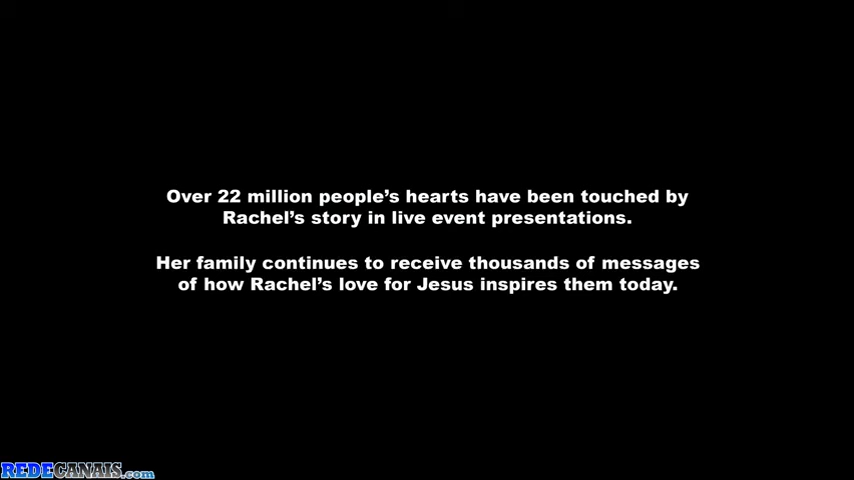 Over 22 million people's hearts have been touched by
Rachel's story in live event presentations.
Her family continues to receive thousands of messages
of how Rachel's love for Jesus inspires them today.
REDECANAIS.com